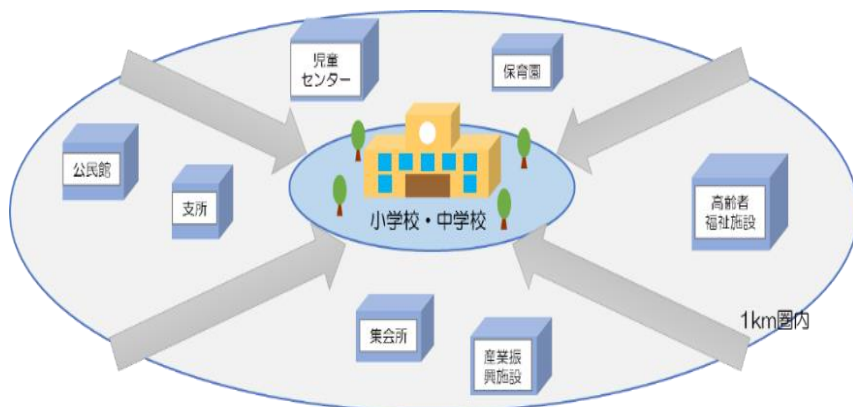 児童
センター
保育園
公民館
支所
小学校・中学校
高齢者
福祉施設
1km圏内
集会所
産業振
興施設